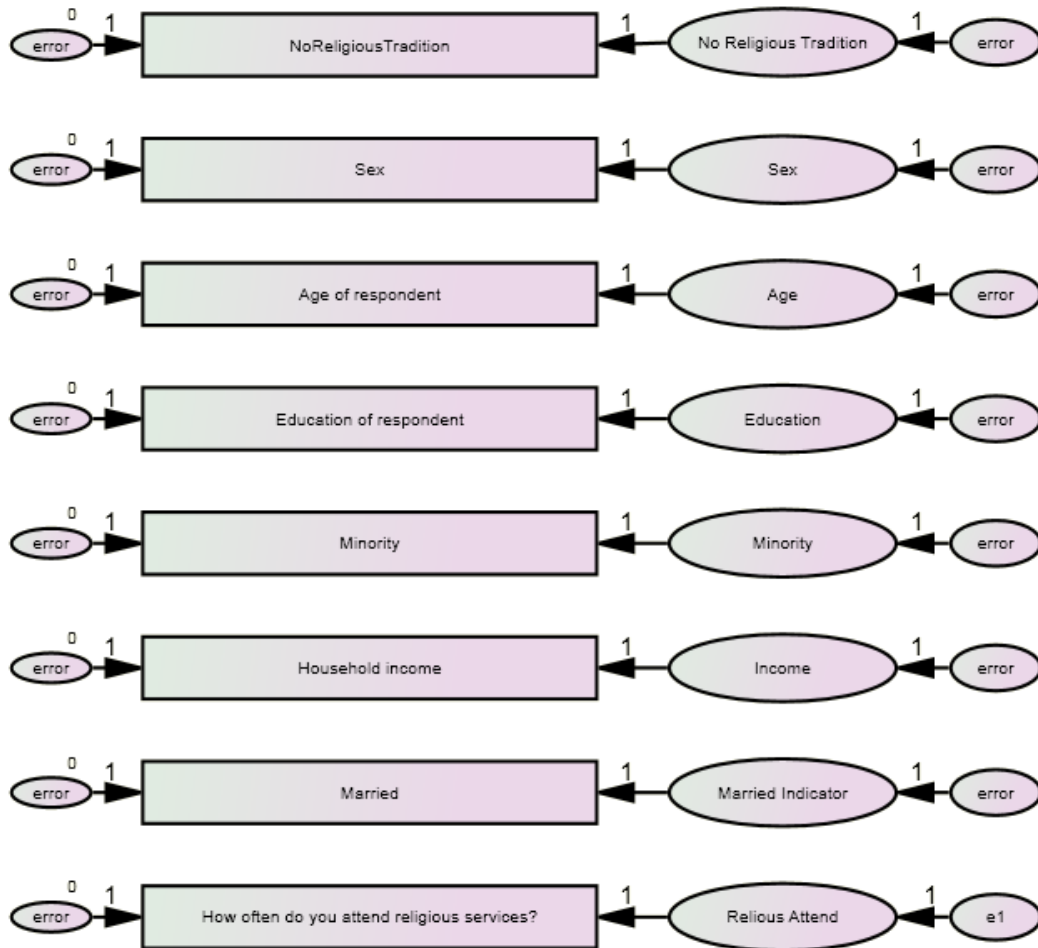 0 1 1 1
error NoReligiousTradition No Religious Tradition error
0 1 1 1
error Sex Sex error
0 1 1 1
error Age of respondent Age error
0 1 1 1
error Education of respondent Education error
0 1 1 1
error Minority Minority error
0 1 1 1
error Household income Income error
0 1 1 1
error Married Married Indicator error
0 1 1 1
error How often do you attend religious services? Relious Attend e1